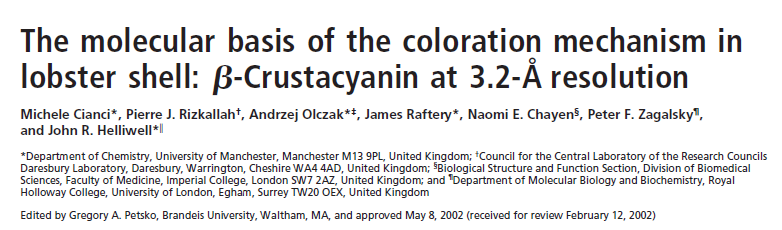 The molecular basis of the coloration mechanism in
lobster shell: β-Crustacyanin at 3.2-Å resolution
Michele Cianci*, Pierre J. Rizkallah†, Andrzej Olczak*‡, James Raftery*, Naomi E. Chayen§, Peter F. Zagalsky¶,
and John R. Helliwell*‖
*Department of Chemistry, University of Manchester, Manchester M13 9PL, United Kingdom; †Council for the Central Laboratory of the Research Councils
Daresbury Laboratory, Daresbury, Warrington, Cheshire WA4 4AD, United Kingdom; §Biological Structure and Function Section, Division of Biomedical
Sciences, Faculty of Medicine, Imperial College, London SW7 2AZ, United Kingdom; and ¶Department of Molecular Biology and Biochemistry, Royal
Holloway College, University of London, Egham, Surrey TW20 OEX, United Kingdom
Edited by Gregory A. Petsko, Brandeis University, Waltham, MA, and approved May 8, 2002 (received for review February 12, 2002)